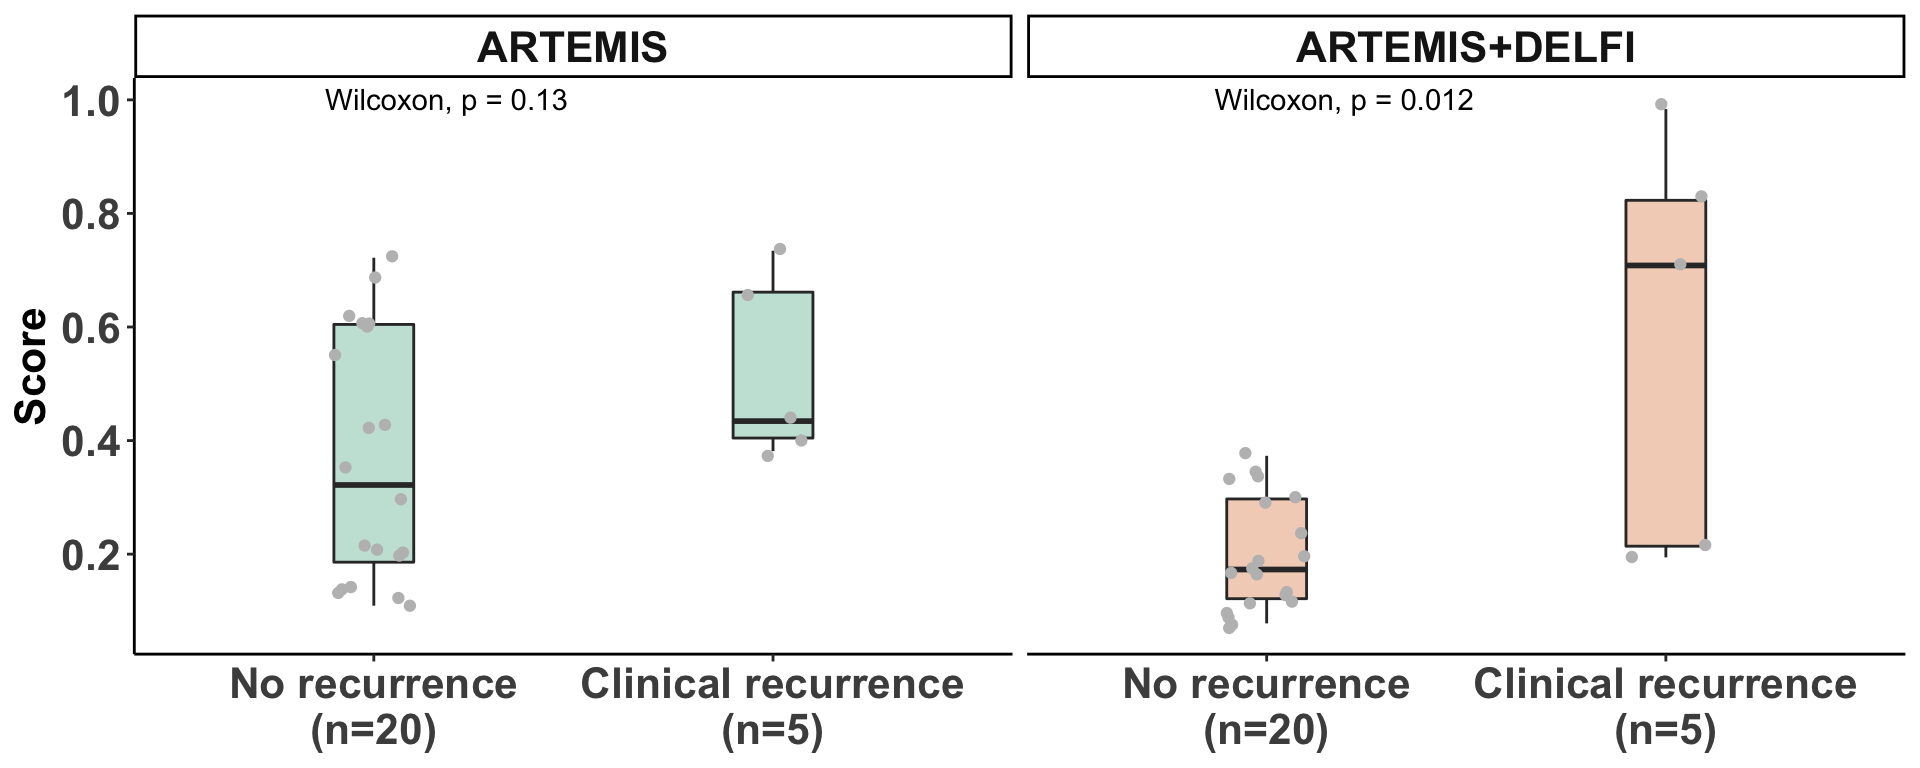 ARTEMIS
ARTEMIS+DELFI
Wilcoxon, p = 0.13
Wilcoxon, p = 0.012
Score
1.0
0.8
0.6
0.4
0.2
No recurrence
(n=20)
Clinical recurrence
(n=5)
No recurrence
(n=20)
Clinical recurrence
(n=5)